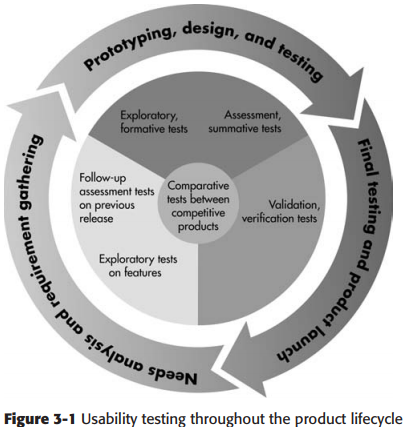 Prototyping, design, and testing
Exploratory,
formative tests
Assessment,
summative tests
Final testing and product launch
Follow-up
assessment tests
on previous
release
Comparative
tests between
competitive
products
Validation,
verification tests
Exploratory tests
on features
Needs analysis and requirement gathering
Figure 3-1 Usability testing throughout the product lifecycle